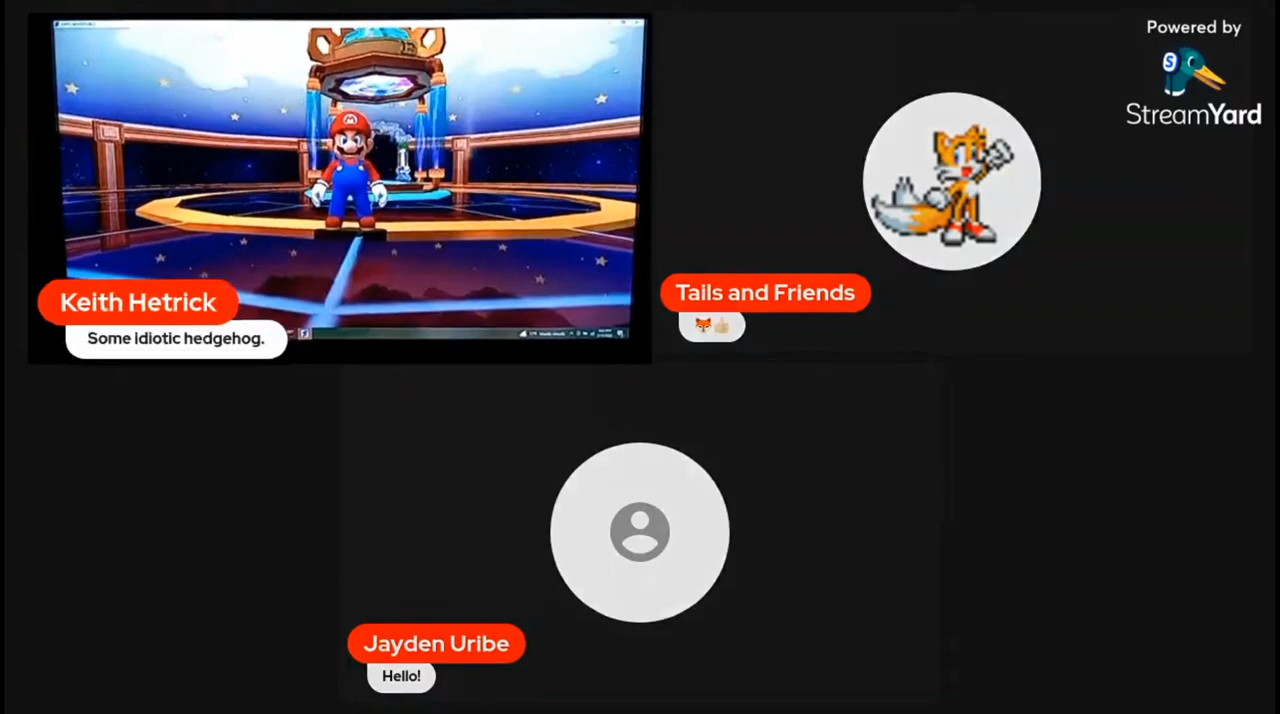 Powered by
StreamYard
Keith Hetrick
Some idiotic hedgehog.
Tails and Friends
Jayden Uribe
Hello!